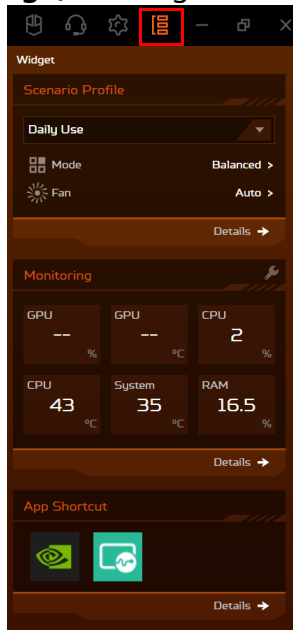 Widget
Scenario Profile
Daily Use
Mode Balanced >
Fan Auto >
Details →
Monitoring
GPU GPU CPU
-- -- 2
% °C %
CPU System RAM
43 35 16.5
°C °C %
Details →
App Shortcut
Details →